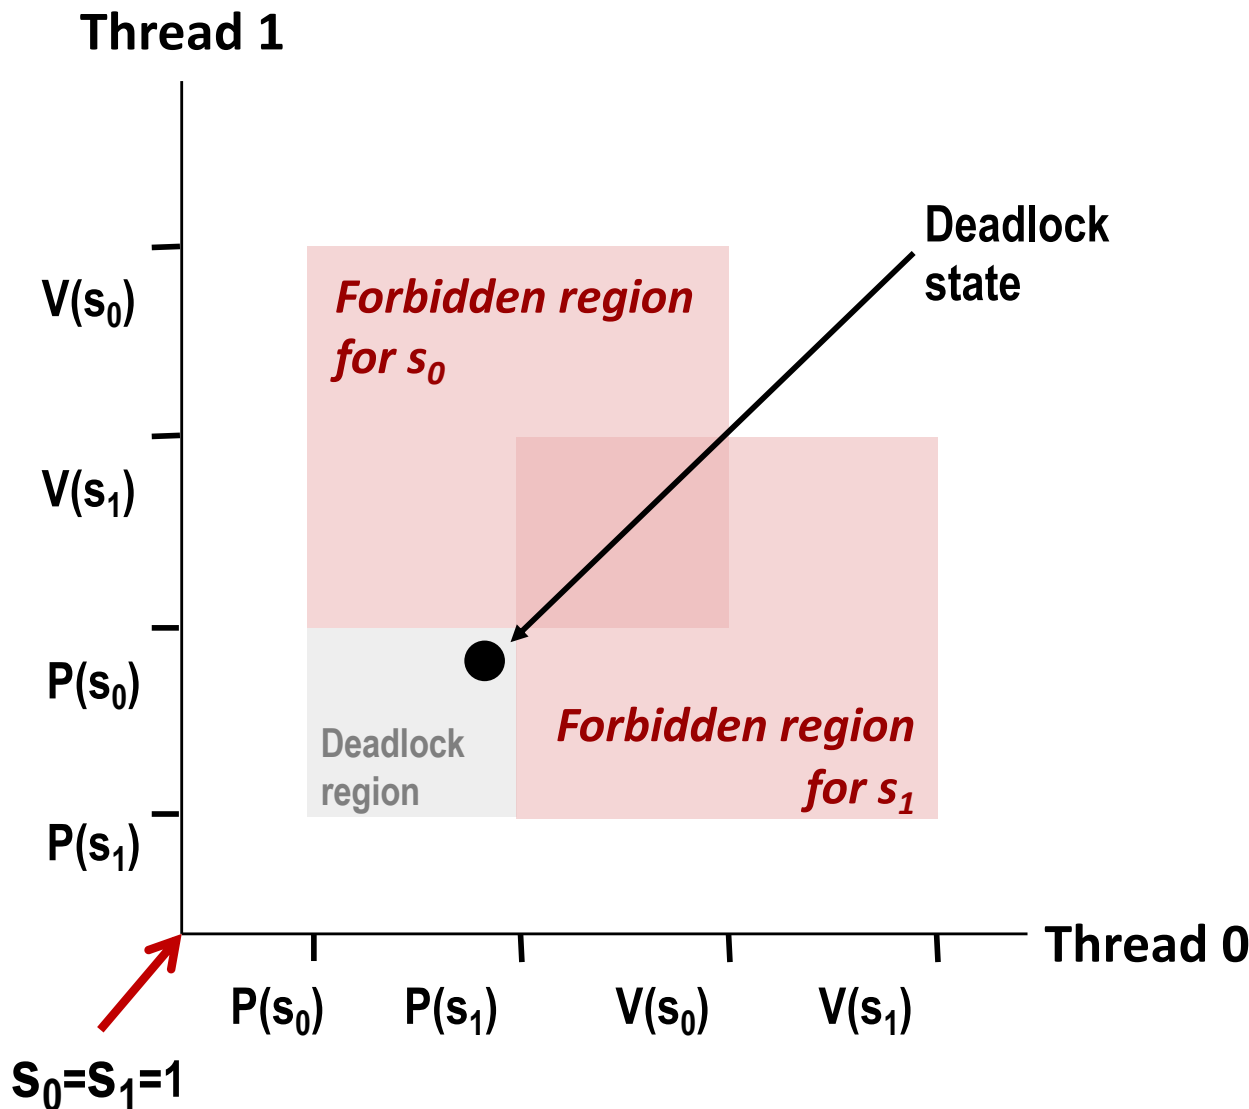 Thread 1
Deadlock
state
V(s₀)
Forbidden region
for s₀
V(s₁)
P(s₀)
Forbidden region
for s₁
Deadlock
region
P(s₁)
Thread 0
P(s₀) P(s₁) V(s₀) V(s₁)
s₀=s₁=1